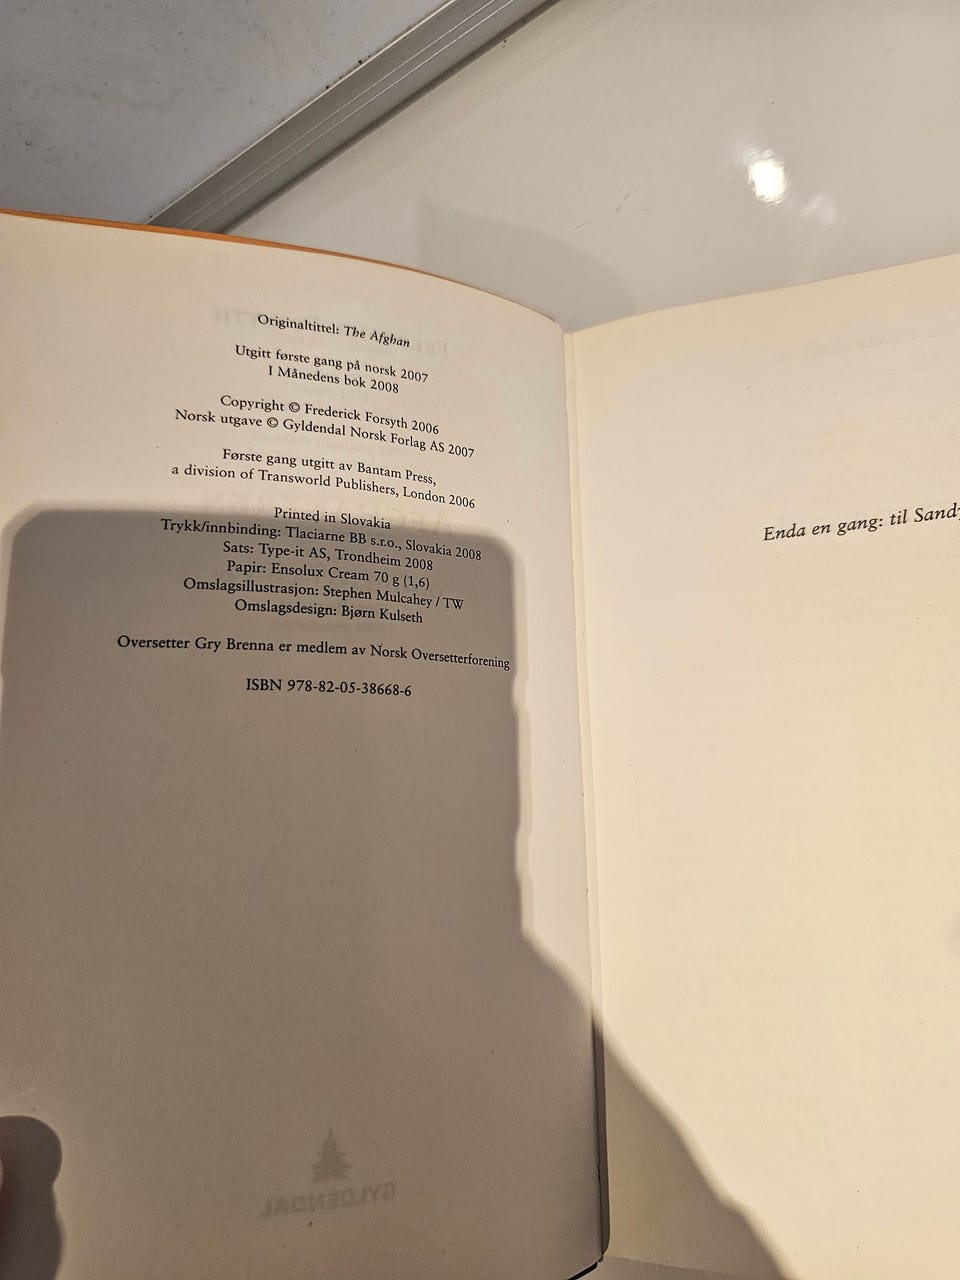 Originaltittel: The Afghan
Utgitt første gang på norsk 2007
I Månedens bok 2008
Copyright © Frederick Forsyth 2006
Norsk utgave © Gyldendal Norsk Forlag AS 2007
Første gang utgitt av Bantam Press,
a division of Transworld Publishers, London 2006
Printed in Slovakia
Trykk/innbinding: Tlaciarne BB s.r.o., Slovakia 2008
Sats: Type-it AS, Trondheim 2008
Papir: Ensolux Cream 70 g (1,6)
Omslagsillustrasjon: Stephen Mulcahey / TW
Omslagsdesign: Bjørn Kulseth
Oversetter Gry Brenna er medlem av Norsk Oversetterforening
ISBN 978-82-05-38668-6
GYLDENDAL
Enda en gang: til Sandy